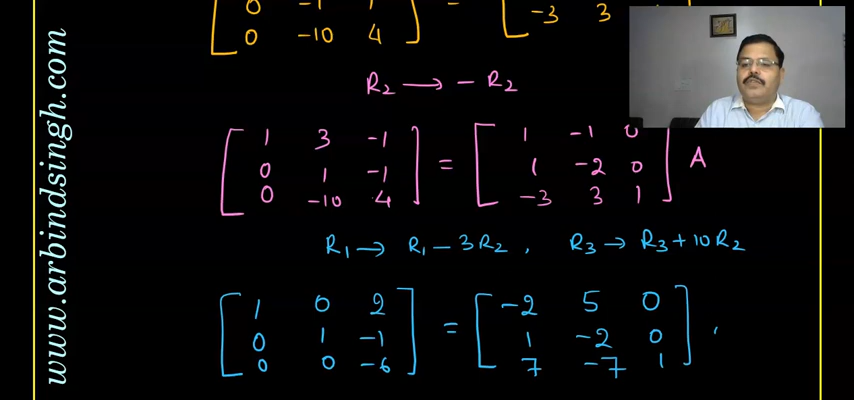 www.arbindsingh.com
0 -1 1
0 -10 4
=
-3 3
R₂ → - R₂
1 3 -1
0 1 -1
0 -10 4
=
1 -1 0
1 -2 0
-3 3 1
A
R₁ → R₁ - 3R₂ , R₃ → R₃ + 10R₂
1 0 2
0 1 -1
0 0 -6
=
-2 5 0
1 -2 0
7 -7 1